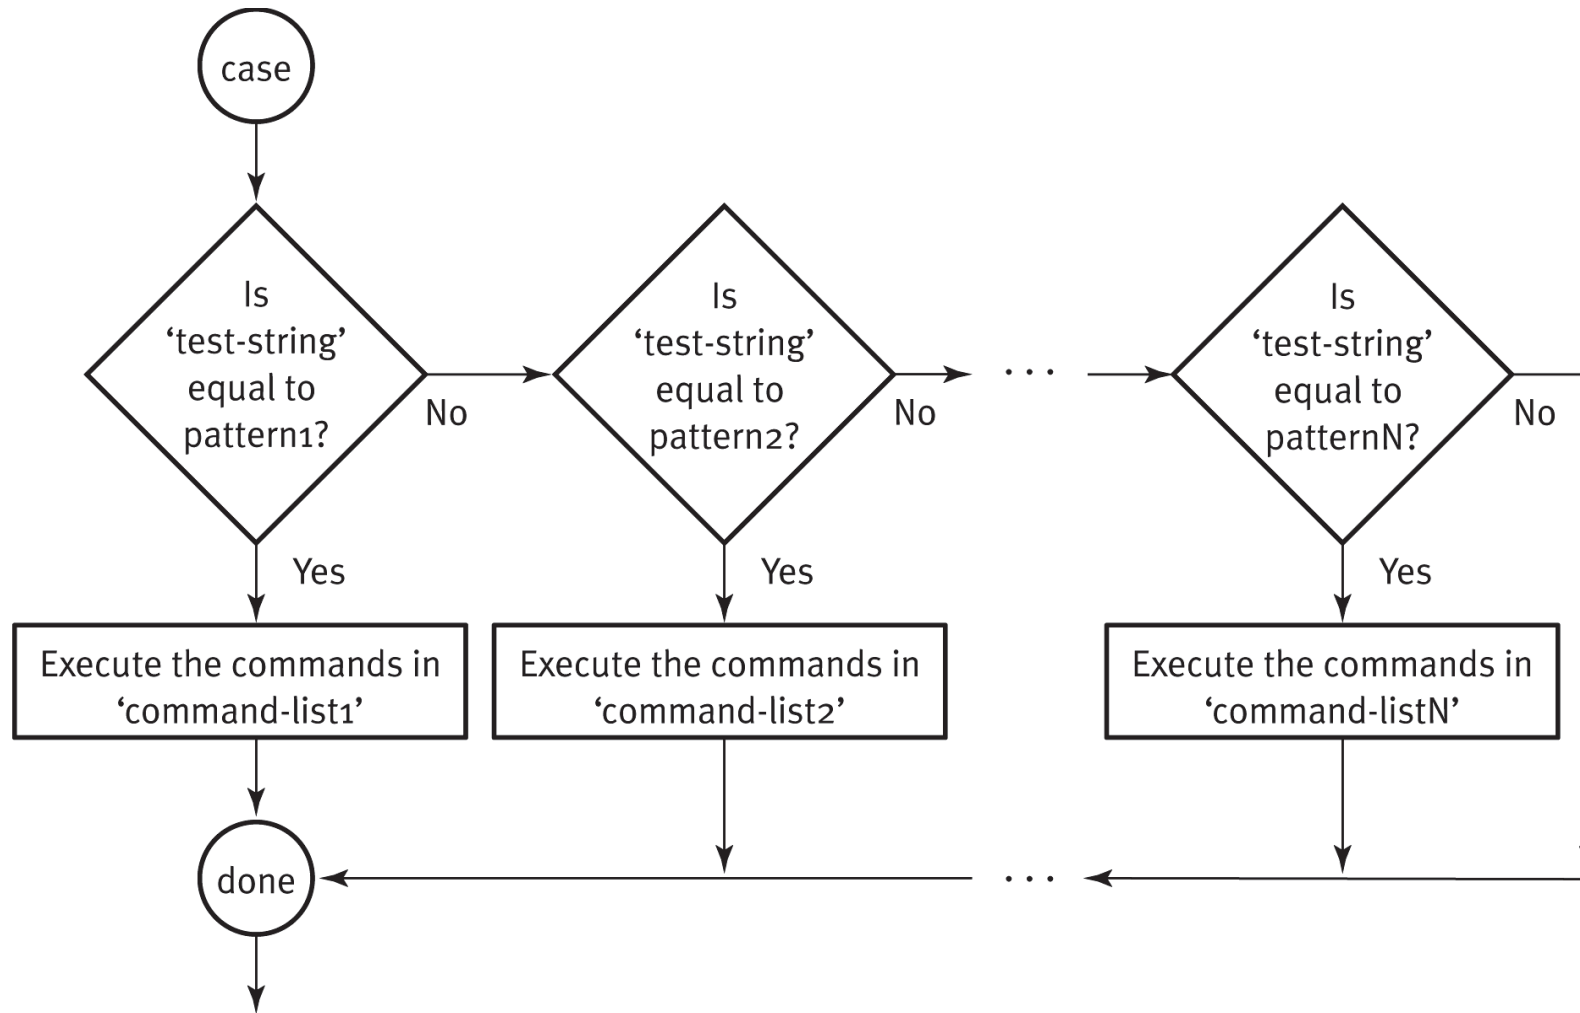 case
Is
‘test-string’
equal to
pattern1?
No
Is
‘test-string’
equal to
pattern2?
No
. . .
Is
‘test-string’
equal to
patternN?
No
Yes
Yes
Yes
Execute the commands in
‘command-list1’
Execute the commands in
‘command-list2’
Execute the commands in
‘command-listN’
done
. . .